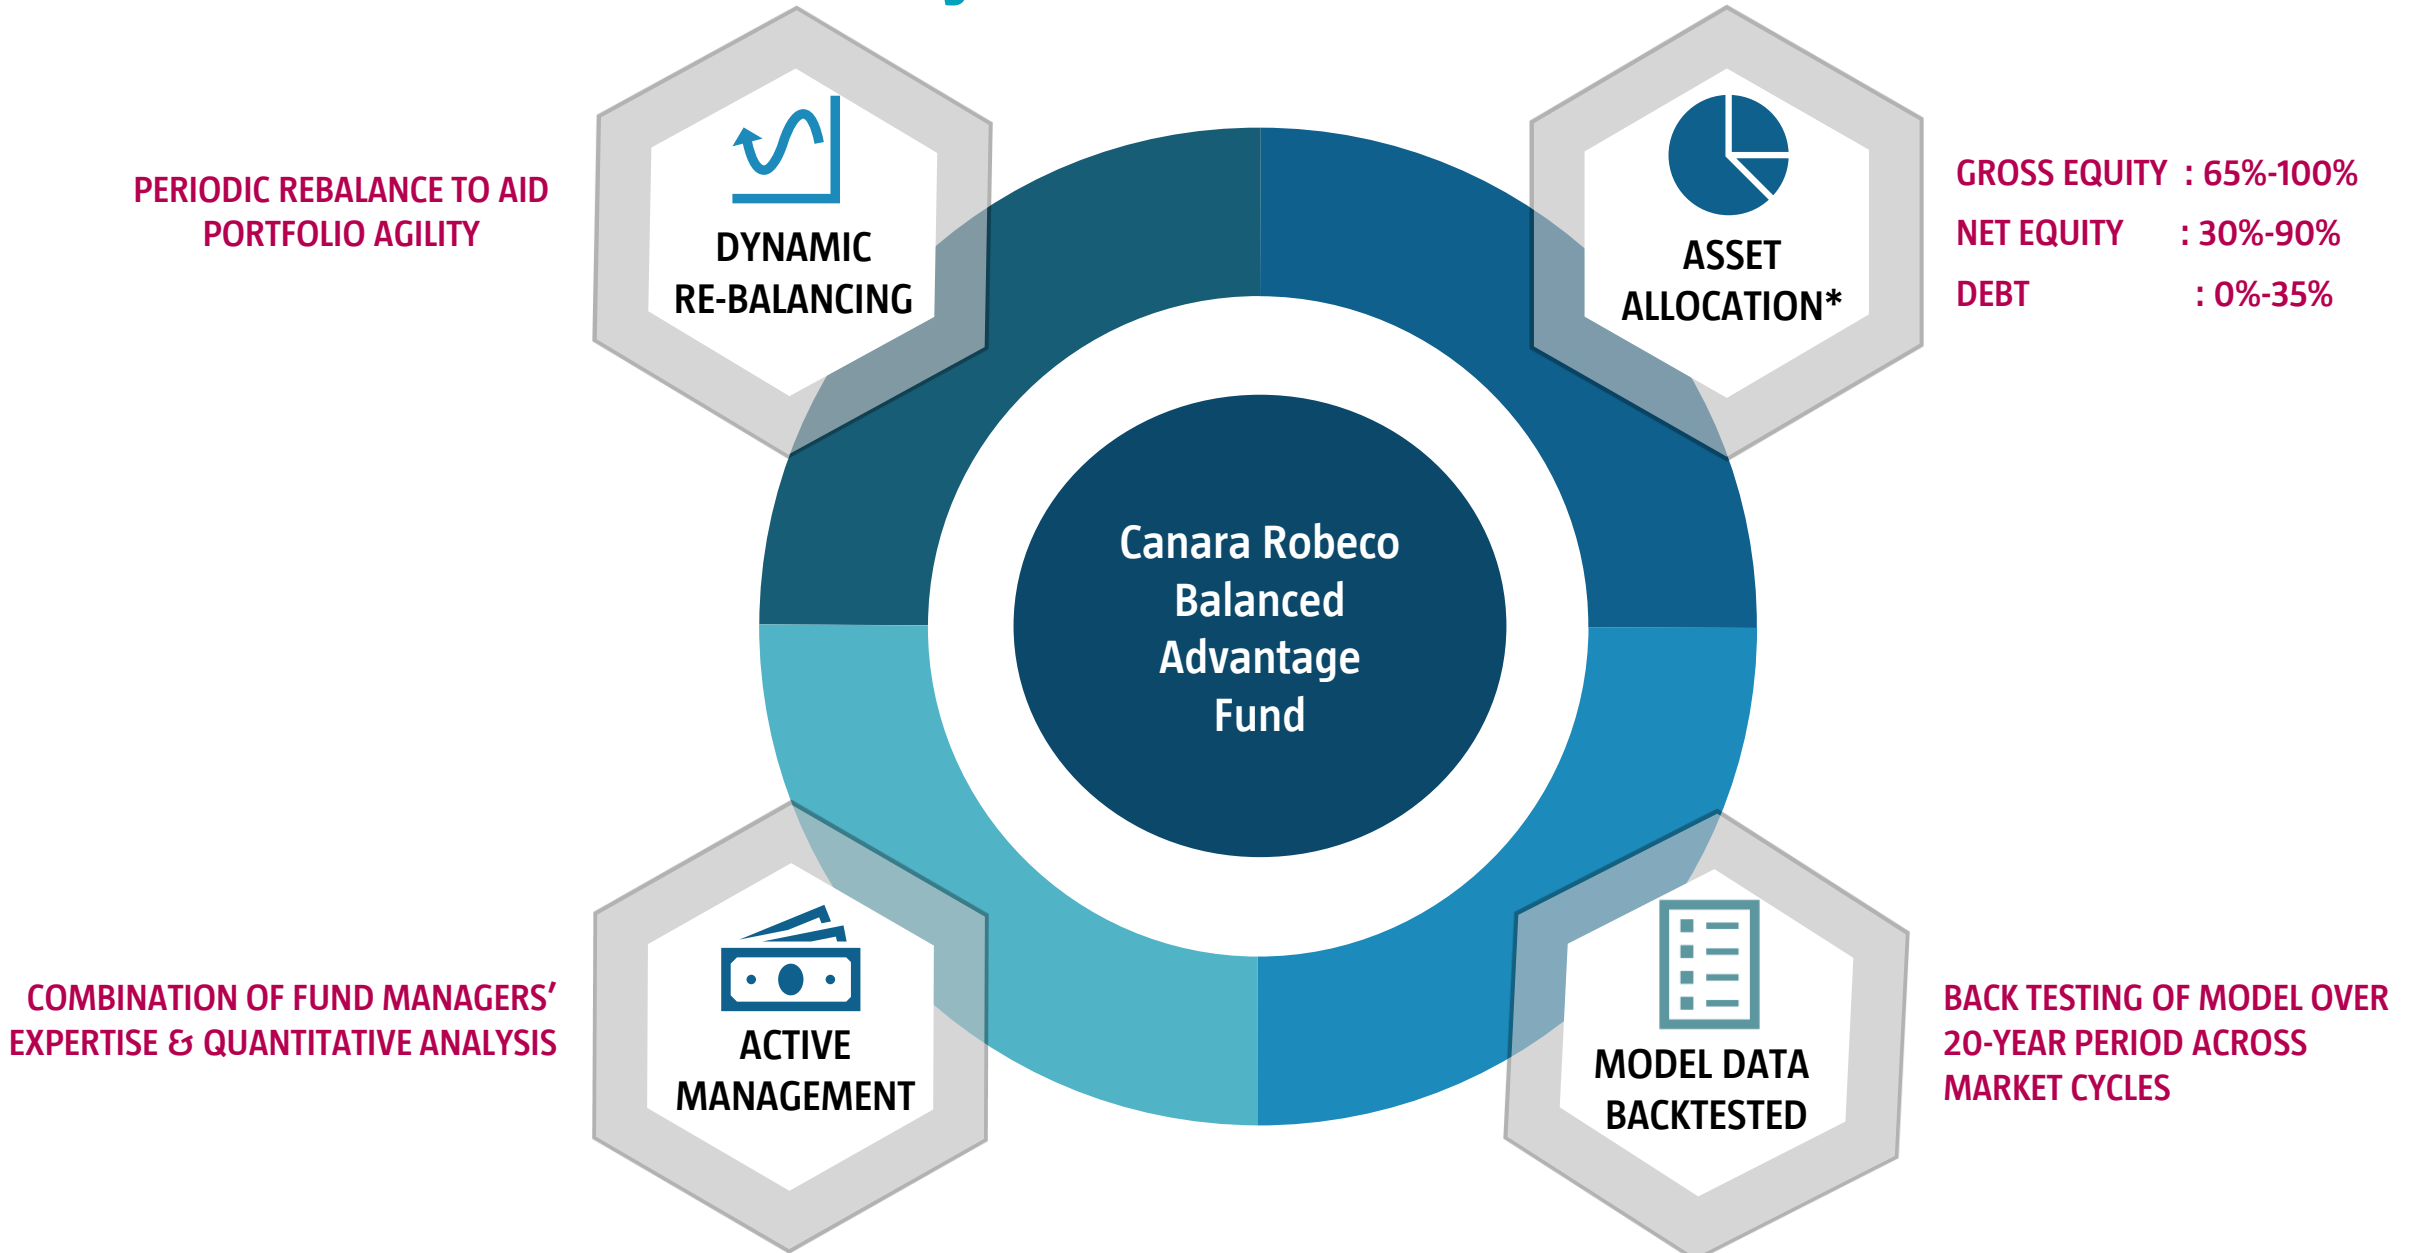 PERIODIC REBALANCE TO AID
PORTFOLIO AGILITY
DYNAMIC
RE-BALANCING
ASSET
ALLOCATION*
GROSS EQUITY : 65%-100%
NET EQUITY : 30%-90%
DEBT : 0%-35%
Canara Robeco
Balanced
Advantage
Fund
COMBINATION OF FUND MANAGERS’
EXPERTISE & QUANTITATIVE ANALYSIS
ACTIVE
MANAGEMENT
MODEL DATA
BACKTESTED
BACK TESTING OF MODEL OVER
20-YEAR PERIOD ACROSS
MARKET CYCLES